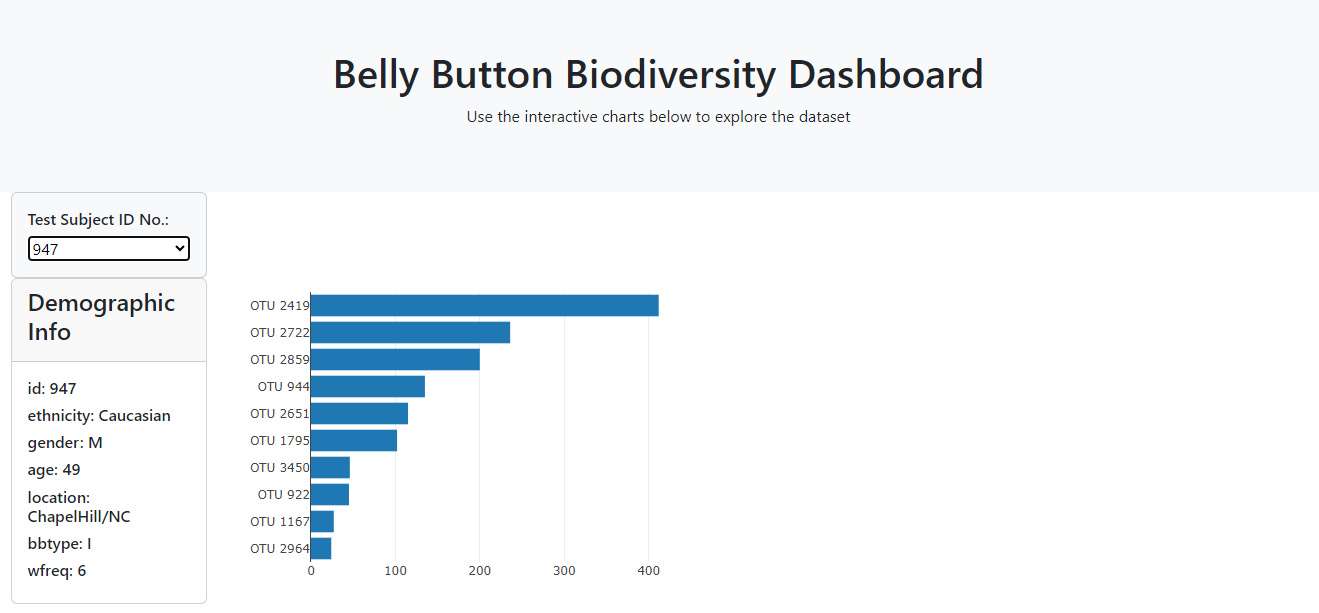 Belly Button Biodiversity Dashboard
Use the interactive charts below to explore the dataset
Test Subject ID No.:
947
Demographic
Info
id: 947
ethnicity: Caucasian
gender: M
age: 49
location:
ChapelHill/NC
bbtype: I
wfreq: 6
OTU 2419
OTU 2722
OTU 2859
OTU 944
OTU 2651
OTU 1795
OTU 3450
OTU 922
OTU 1167
OTU 2964
0 100 200 300 400